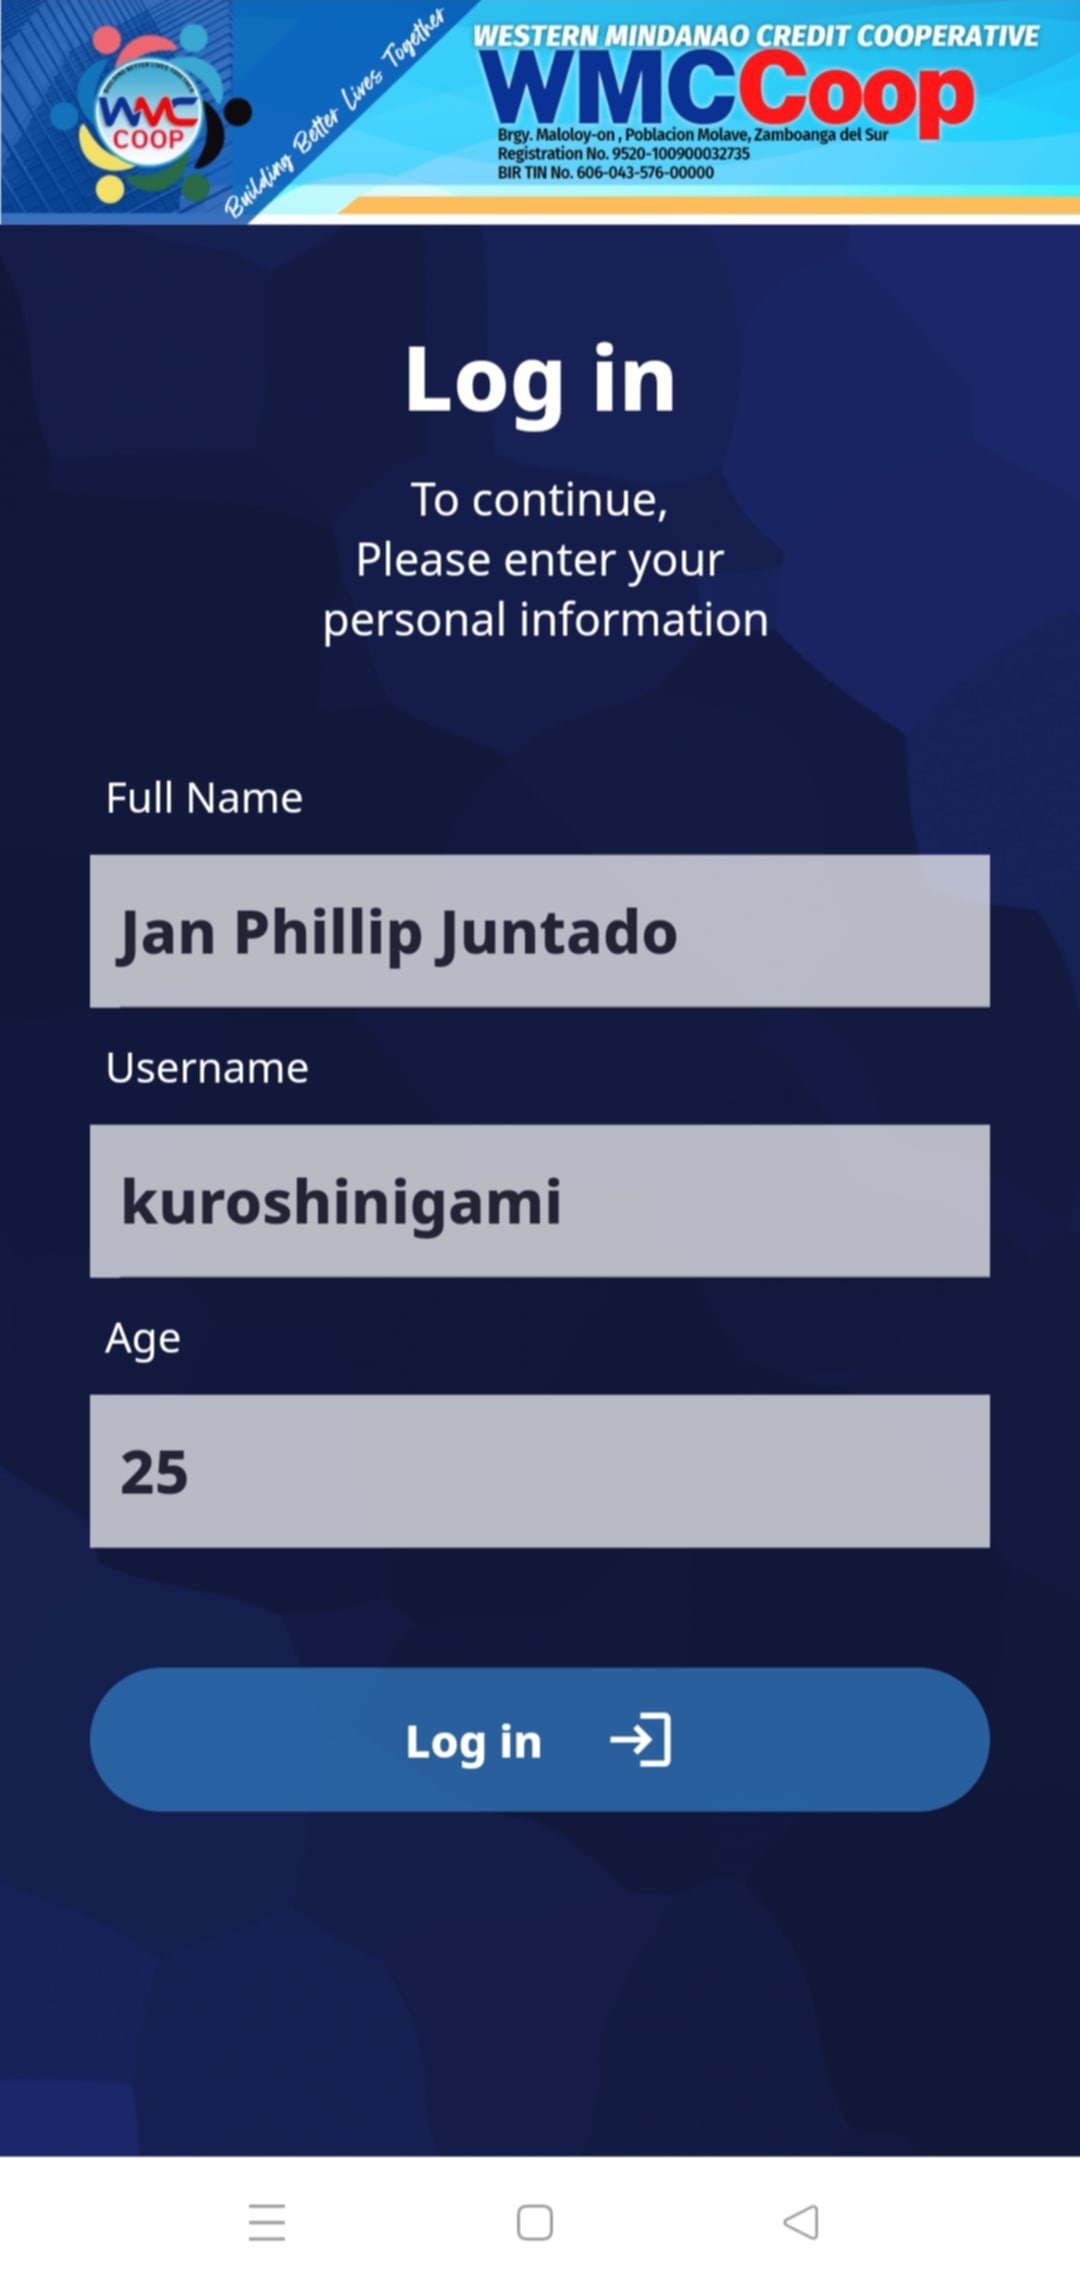 WMC
COOP
Building Better Lives Together
WESTERN MINDANAO CREDIT COOPERATIVE
WMCCoop
Brgy. Maloloy-on , Poblacion Molave, Zamboanga del Sur
Registration No. 9520-100900032735
BIR TIN No. 606-043-576-00000
Log in
To continue,
Please enter your
personal information
Full Name
Jan Phillip Juntado
Username
kuroshinigami
Age
25
Log in